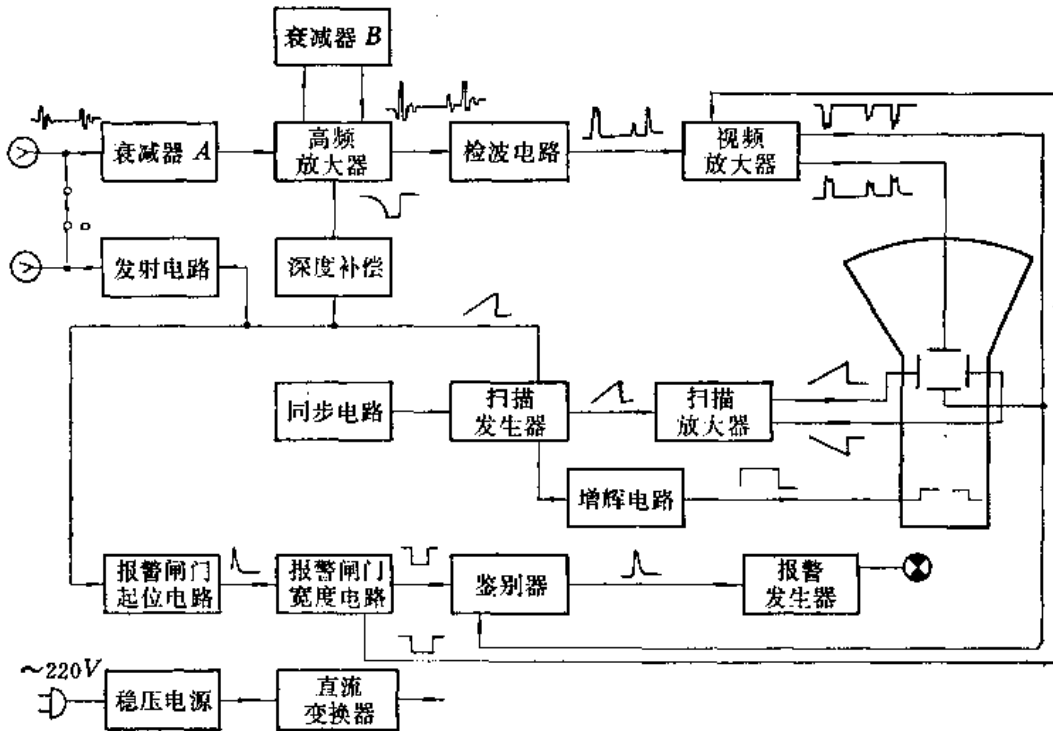 衰减器 B
衰减器 A
高频
放大器
检波电路
视频
放大器
发射电路
深度补偿
同步电路
扫描
发生器
扫描
放大器
增辉电路
报警闸门
起位电路
报警闸门
宽度电路
鉴别器
报警
发生器
~220V
稳压电源
直流
变换器